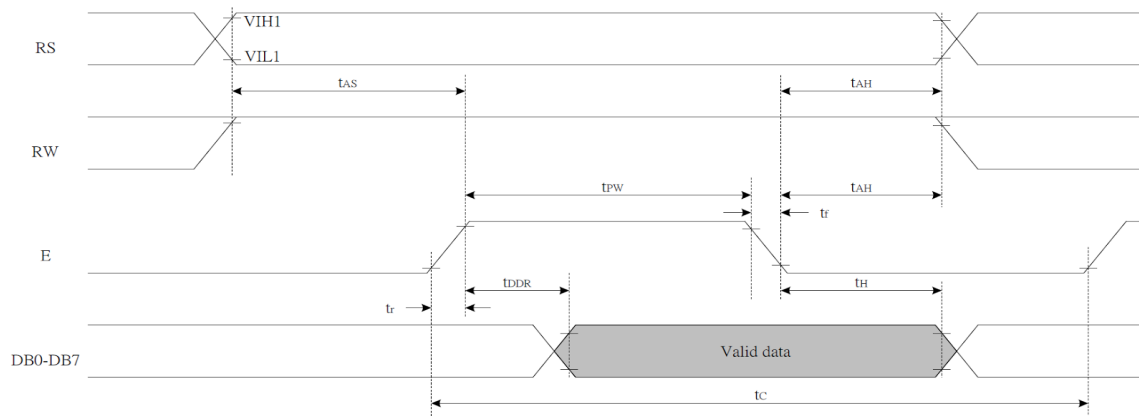 VIH1
RS
VIL1
tAS
tAH
RW
tPW
tAH
tf
E
tDDR
tH
tr
Valid data
DB0-DB7
tC